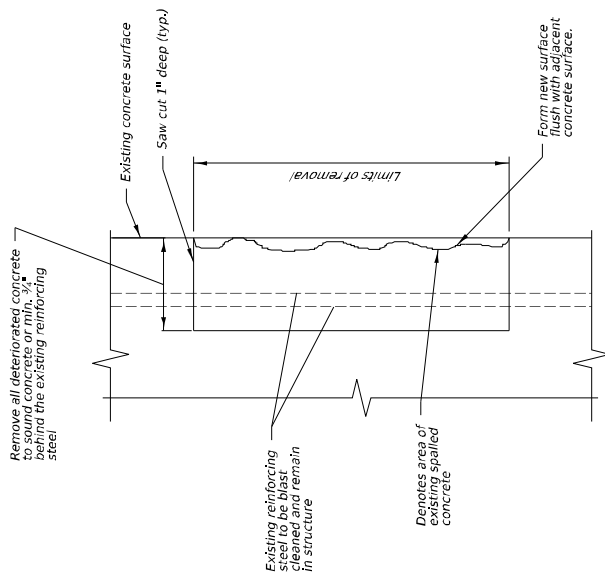 Remove all deteriorated concrete
to sound concrete or min. ¾"
behind the existing reinforcing
steel
Existing concrete surface
Saw cut 1" deep (typ.)
Limits of removal
Form new surface
flush with adjacent
concrete surface.
Existing reinforcing
steel to be blast
cleaned and remain
in structure
Denotes area of
existing spalled
concrete